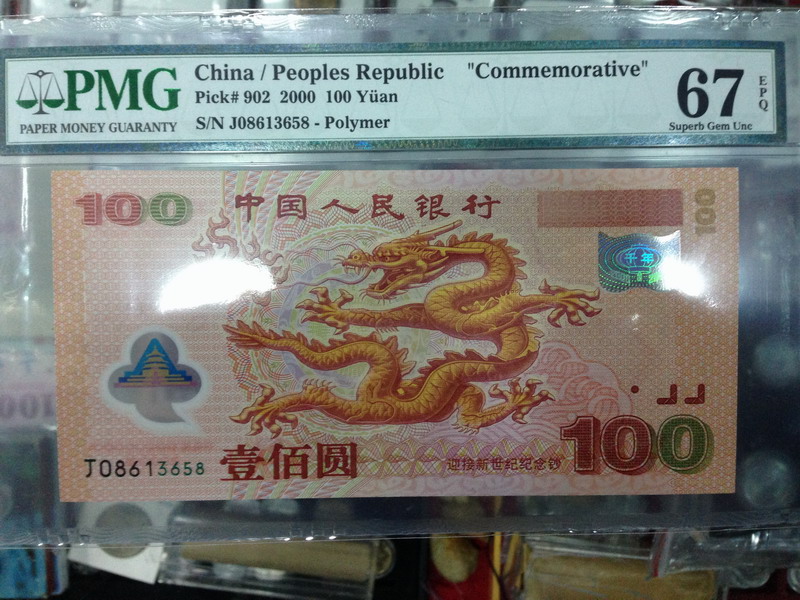 PMG
PAPER MONEY GUARANTY
China / Peoples Republic "Commemorative"
Pick# 902 2000 100 Yüan
S/N J08613658 - Polymer
67
EPQ
Superb Gem Unc
100
中国人民银行
100
千年
J08613658
壹佰圆
迎接新世纪纪念钞
100